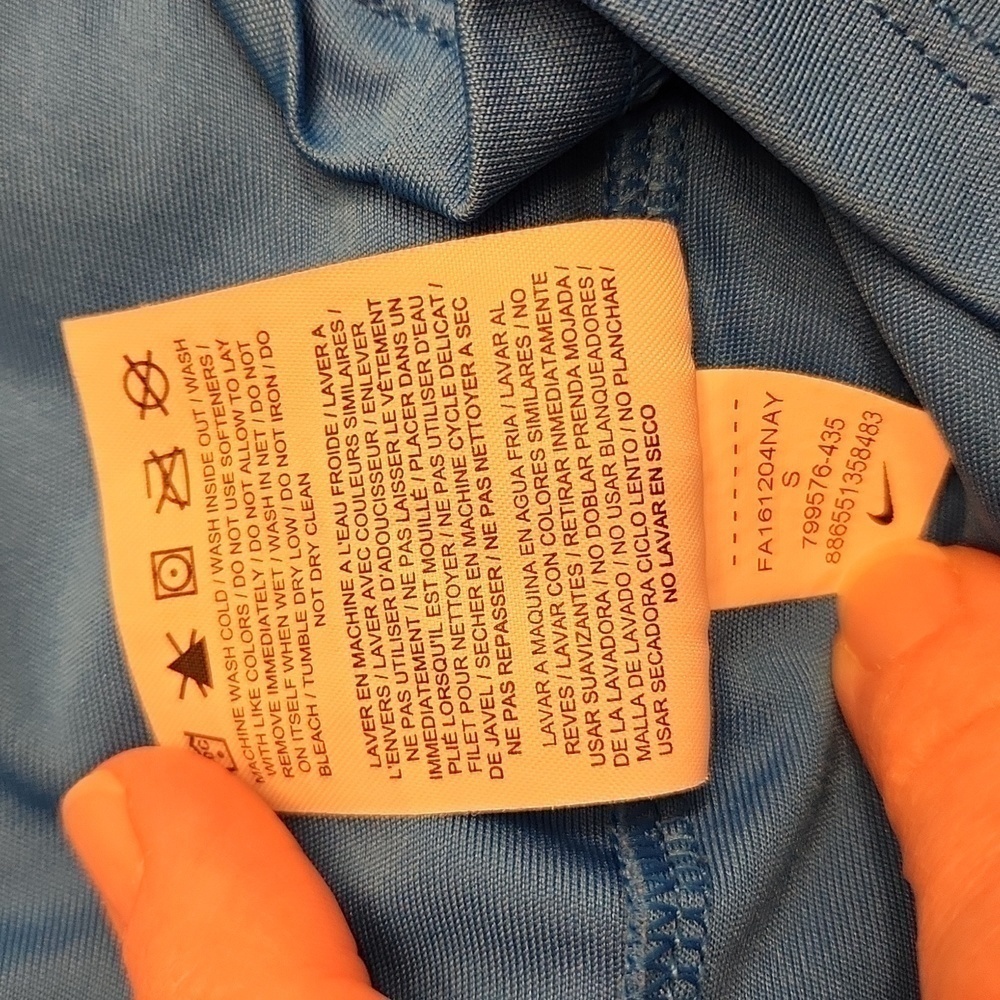 MACHINE WASH COLD / WASH INSIDE OUT / WASH
WITH LIKE COLORS / DO NOT USE SOFTENERS /
REMOVE IMMEDIATELY / DO NOT ALLOW TO LAY
ON ITSELF WHEN WET / WASH IN NET / DO NOT
BLEACH / TUMBLE DRY LOW / DO NOT IRON / DO
NOT DRY CLEAN
LAVER EN MACHINE A L'EAU FROIDE / LAVER A
L'ENVERS / LAVER AVEC COULEURS SIMILAIRES /
NE PAS UTILISER D'ADOUCISSEUR / ENLEVER
IMMEDIATEMENT / NE PAS LAISSER LE VÊTEMENT
PLIÉ LORSQU'IL EST MOUILLÉ / PLACER DANS UN
FILET POUR NETTOYER / NE PAS UTILISER D'EAU
DE JAVEL / SECHER EN MACHINE, CYCLE DELICAT /
NE PAS REPASSER / NE PAS NETTOYER A SEC
LAVAR A MAQUINA EN AGUA FRIA / LAVAR AL
REVES / LAVAR CON COLORES SIMILARES / NO
USAR SUAVIZANTES / RETIRAR INMEDIATAMENTE
DE LA LAVADORA / NO DOBLAR PRENDA MOJADA /
MALLA DE LAVADO / NO USAR BLANQUEADORES /
USAR SECADORA CICLO LENTO / NO PLANCHAR /
NO LAVAR EN SECO
FA161204NAY
S
799576-435
886551358483